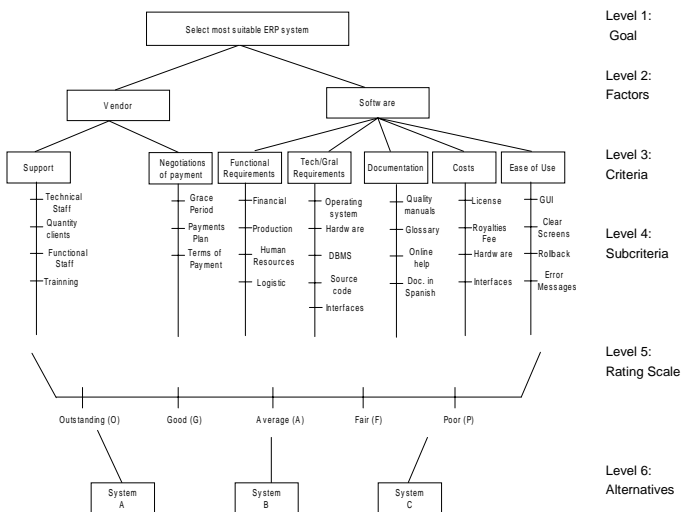 Level 1:
Goal
Select most suitable ERP system
Level 2:
Factors
Vendor
Software
Level 3:
Criteria
Support
Negotiations
of payment
Functional
Requirements
Tech/Gral
Requirements
Documentation
Costs
Ease of Use
Level 4:
Subcriteria
Technical
Staff
Quantity
clients
Functional
Staff
Trainning
Grace
Period
Payments
Plan
Terms of
Payment
Financial
Production
Human
Resources
Logistic
Operating
system
Hardware
DBMS
Source
code
Interfaces
Quality
manuals
Glossary
Online
help
Doc. in
Spanish
License
Royalties
Fee
Hardware
Interfaces
GUI
Clear
Screens
Rollback
Error
Messages
Level 5:
Rating Scale
Outstanding (O)
Good (G)
Average (A)
Fair (F)
Poor (P)
Level 6:
Alternatives
System
A
System
B
System
C